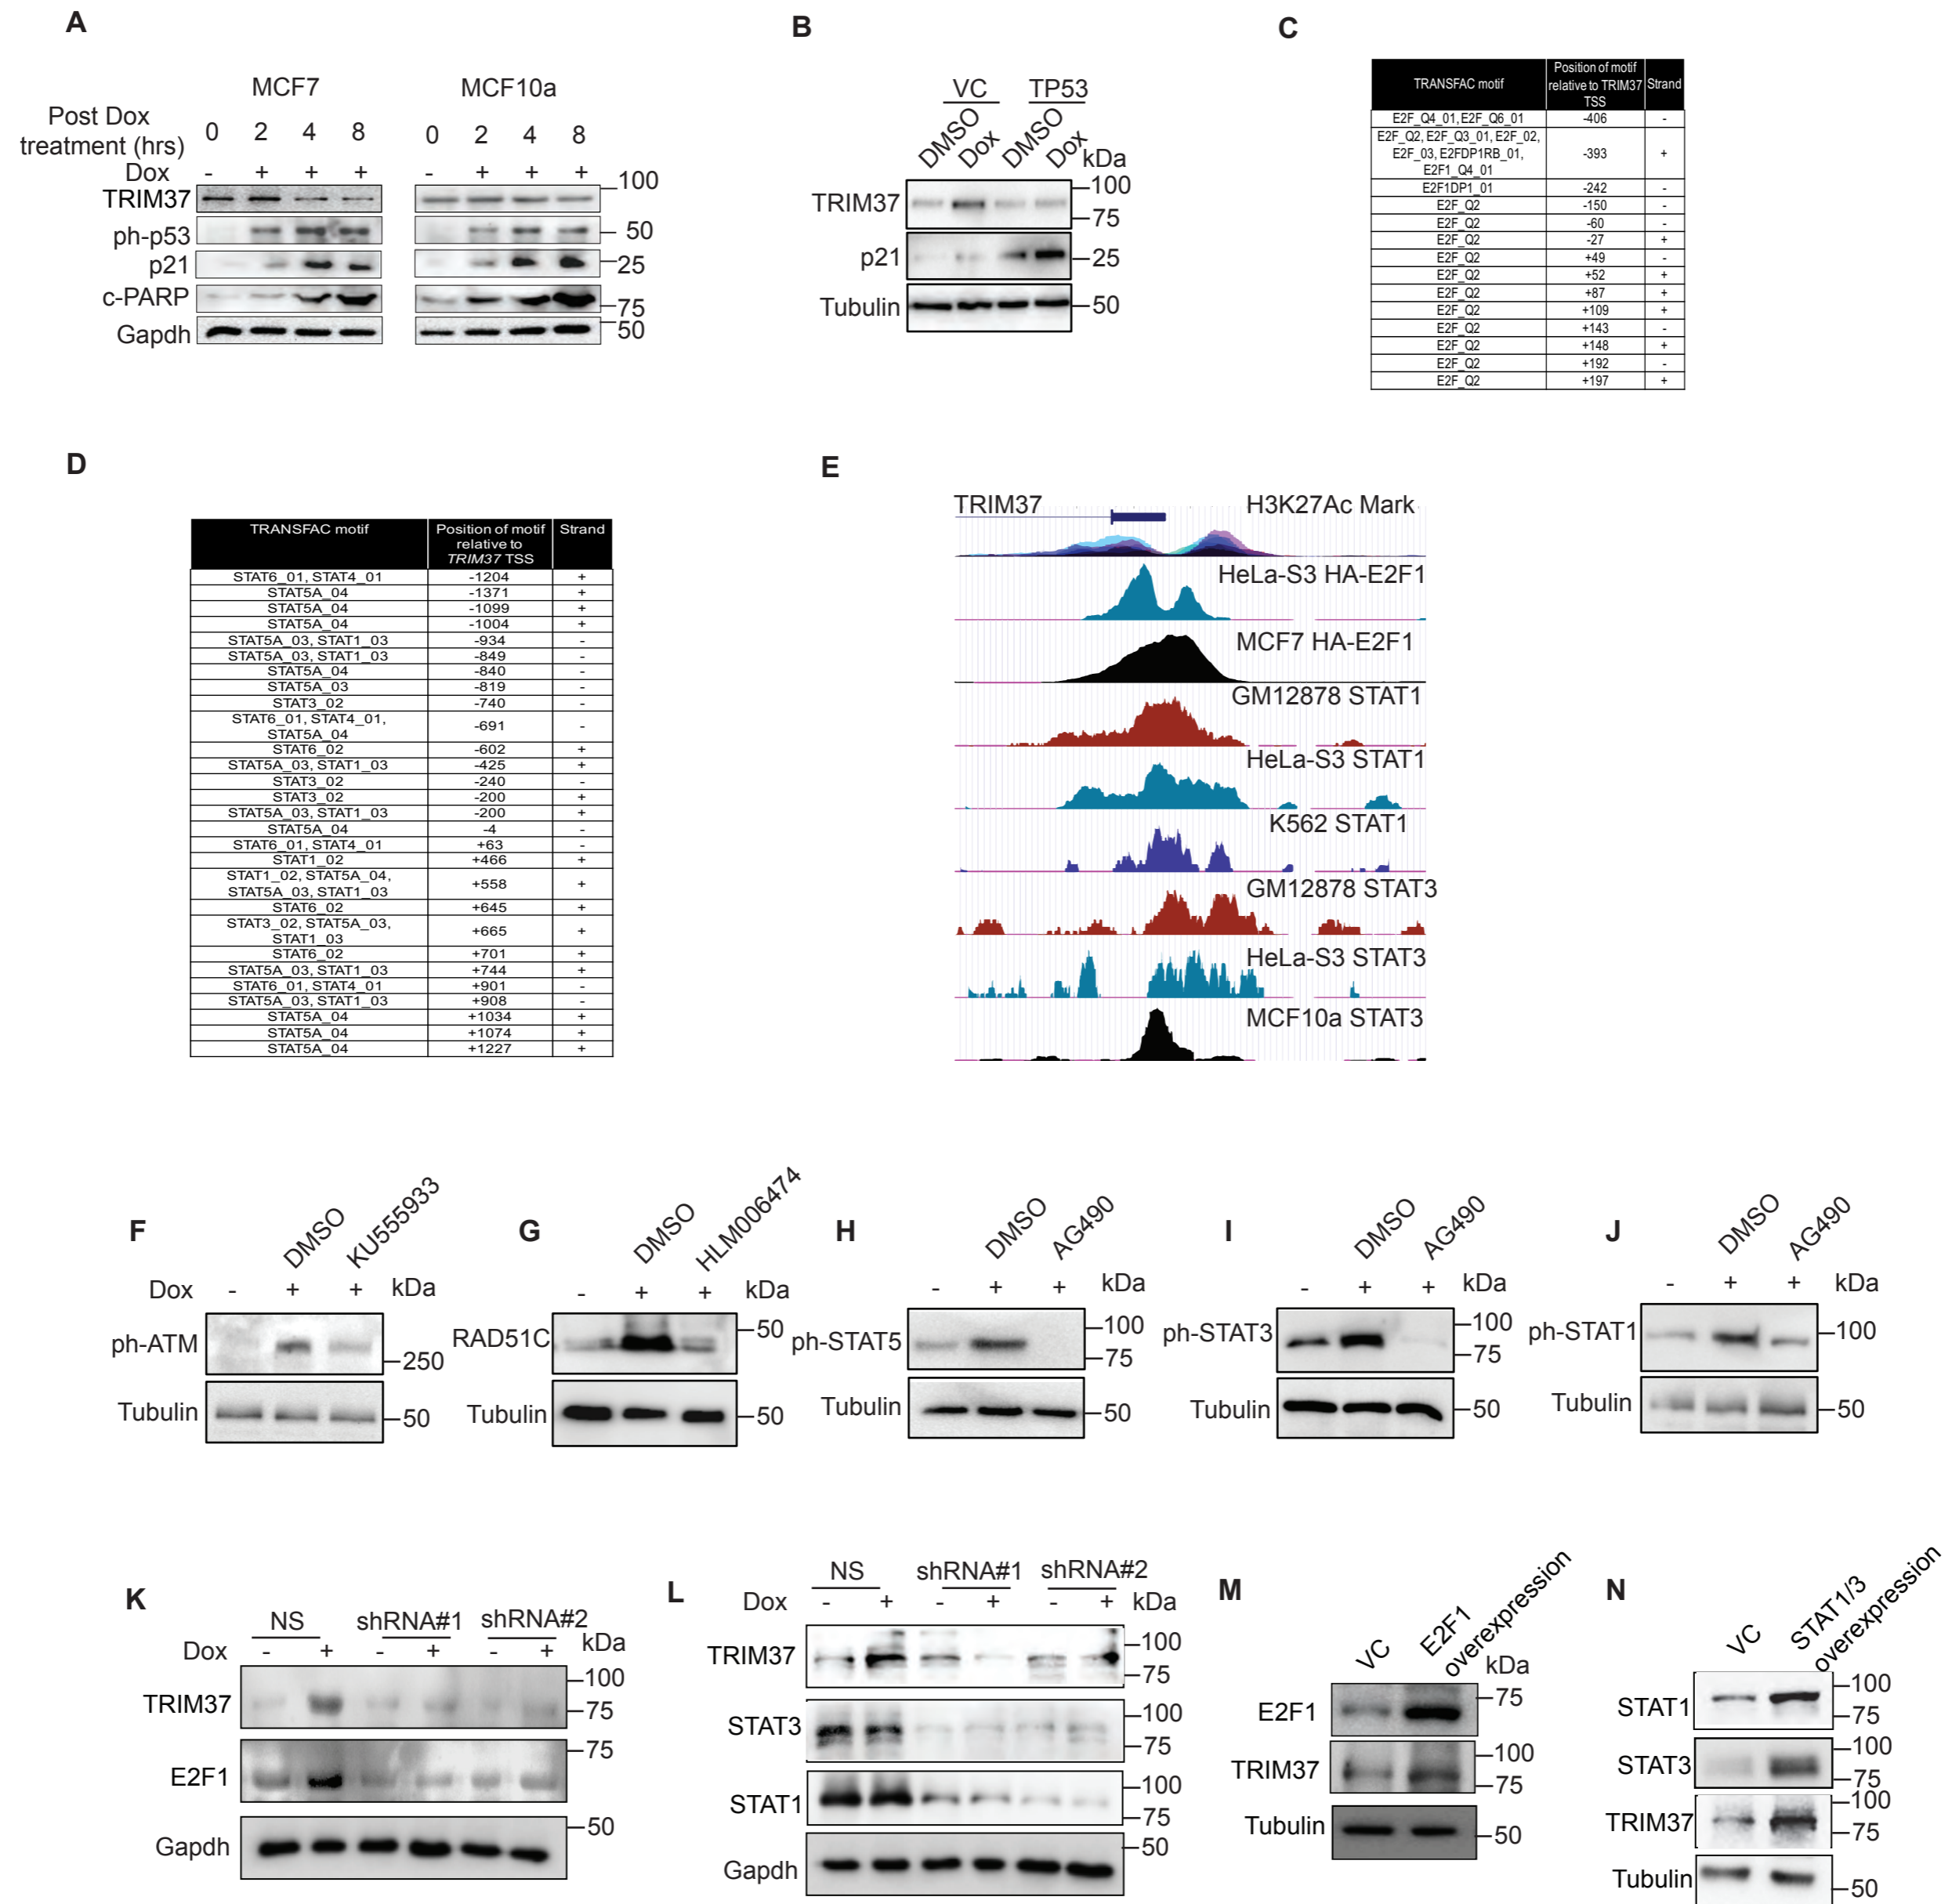 A
MCF7
MCF10a
Post Dox
treatment (hrs)
0 2 4 8
0 2 4 8
Dox - + + +
- + + +
TRIM37
100
ph-p53
50
p21
25
c-PARP
75
Gapdh
50
B
VC TP53
DMSO Dox DMSO Dox kDa
TRIM37
100
75
p21
25
Tubulin
50
C
TRANSFAC motif Position of motif relative to TRIM37 TSS Strand
E2F_Q4_01, E2F_Q6_01 -406 -
E2F_Q2, E2F_Q3_01, E2F_02,
E2F_03, E2FDP1RB_01, -393 +
E2F1_Q4_01
E2F1DP1_01 -242 -
E2F_Q2 -150 -
E2F_Q2 -60 -
E2F_Q2 -27 +
E2F_Q2 +49 -
E2F_Q2 +52 +
E2F_Q2 +87 +
E2F_Q2 +109 +
E2F_Q2 +143 -
E2F_Q2 +148 +
E2F_Q2 +192 -
E2F_Q2 +197 +
D
TRANSFAC motif Position of motif relative to TRIM37 TSS Strand
STAT6_01, STAT4_01 -1204 +
STAT5A_04 -1371 +
STAT5A_04 -1099 +
STAT5A_04 -1004 +
STAT5A_03, STAT1_03 -934 -
STAT5A_03, STAT1_03 -849 -
STAT5A_04 -840 -
STAT5A_03 -819 -
STAT3_02 -740 -
STAT6_01, STAT4_01,
STAT5A_04 -691 -
STAT6_02 -602 +
STAT5A_03, STAT1_03 -425 +
STAT3_02 -240 -
STAT3_02 -200 +
STAT5A_03, STAT1_03 -200 +
STAT5A_04 -4 -
STAT6_01, STAT4_01 +63 -
STAT1_02 +466 +
STAT1_02, STAT5A_04,
STAT5A_03, STAT1_03 +558 +
STAT6_02 +645 +
STAT3_02, STAT5A_03,
STAT1_03 +665 +
STAT6_02 +701 +
STAT5A_03, STAT1_03 +744 +
STAT6_01, STAT4_01 +901 -
STAT5A_03, STAT1_03 +908 -
STAT5A_04 +1034 +
STAT5A_04 +1074 +
STAT5A_04 +1227 +
E
TRIM37 H3K27Ac Mark
HeLa-S3 HA-E2F1
MCF7 HA-E2F1
GM12878 STAT1
HeLa-S3 STAT1
K562 STAT1
GM12878 STAT3
HeLa-S3 STAT3
MCF10a STAT3
F
DMSO KU555933
Dox - + + kDa
ph-ATM
250
Tubulin
50
G
DMSO HLM006474
- + + kDa
RAD51C
50
Tubulin
50
H
DMSO AG490
- + + kDa
ph-STAT5
100
75
Tubulin
50
I
DMSO AG490
- + + kDa
ph-STAT3
100
75
Tubulin
50
J
DMSO AG490
- + + kDa
ph-STAT1
100
Tubulin
50
K
NS shRNA#1 shRNA#2
Dox - + - + - + kDa
TRIM37
100
75
E2F1
75
Gapdh
50
L
NS shRNA#1 shRNA#2
Dox - + - + - + kDa
TRIM37
100
75
STAT3
100
75
STAT1
100
75
Gapdh
50
M
VC E2F1 overexpression
kDa
E2F1
75
TRIM37
100
75
Tubulin
50
N
VC STAT1/3 overexpression
STAT1
100
75
STAT3
100
75
TRIM37
100
75
Tubulin
50